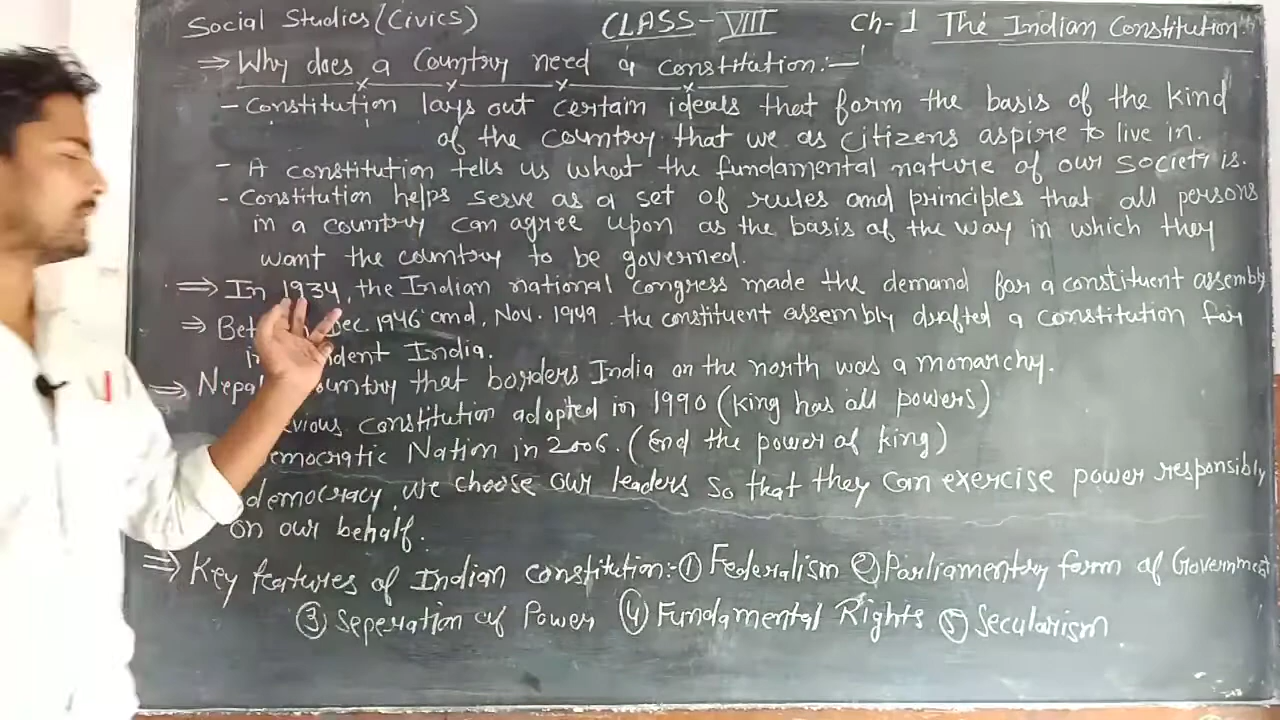 Social Studies (Civics) CLASS-VIII Ch-1 The Indian Constitution
⇒ Why does a Country need a constitution:-
- Constitution lays out certain ideals that form the basis of the kind
of the country that we as citizens aspire to live in.
- A constitution tells us what the fundamental nature of our society is.
- Constitution helps serve as a set of rules and principles that all persons
in a country can agree upon as the basis of the way in which they
want the country to be governed.
⇒ In 1934, the Indian national congress made the demand for a constituent assembly
⇒ Dec. 1946 and, Nov. 1949 the constituent assembly drafted a constitution for
India.
⇒ Nepal country that borders India on the north was a monarchy.
constitution adopted in 1990 (King has all powers)
Nation in 2006. (End the power of king)
democracy, we choose our leaders so that they can exercise power responsibly
on our behalf.
⇒ Key features of Indian constitution:- ① Federalism ② Parliamentry form of Government
③ Seperation of Power ④ Fundamental Rights ⑤ Secularism